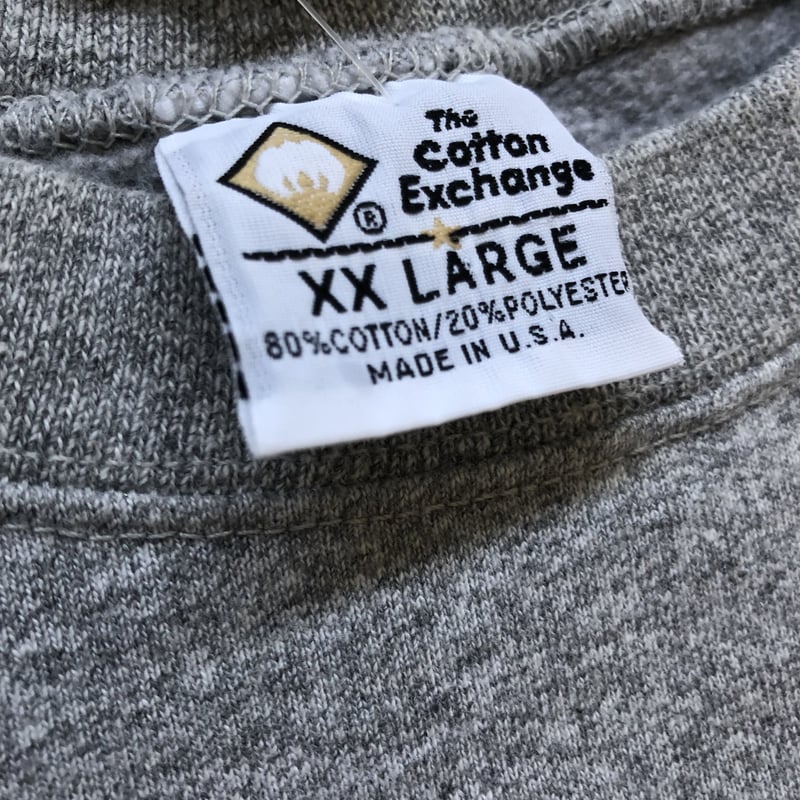 The
Cotton
Exchange
®
XX LARGE
80%COTTON/20%POLYESTER
MADE IN U.S.A.